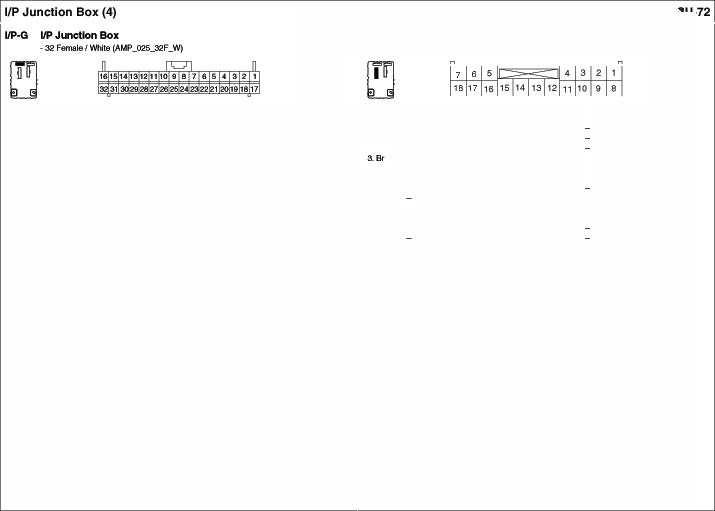 I/P Junction Box (4)
72
I/P-G I/P Junction Box
- 32 Female / White (AMP_025_32F_W)
16 15 14 13 12 11 10 9 8 7 6 5 4 3 2 1
32 31 30 29 28 27 26 25 24 23 22 21 20 19 18 17
7 6 5 4 3 2 1
18 17 16 15 14 13 12 11 10 9 8
–
–
–
3. Br
–
–
–
– –